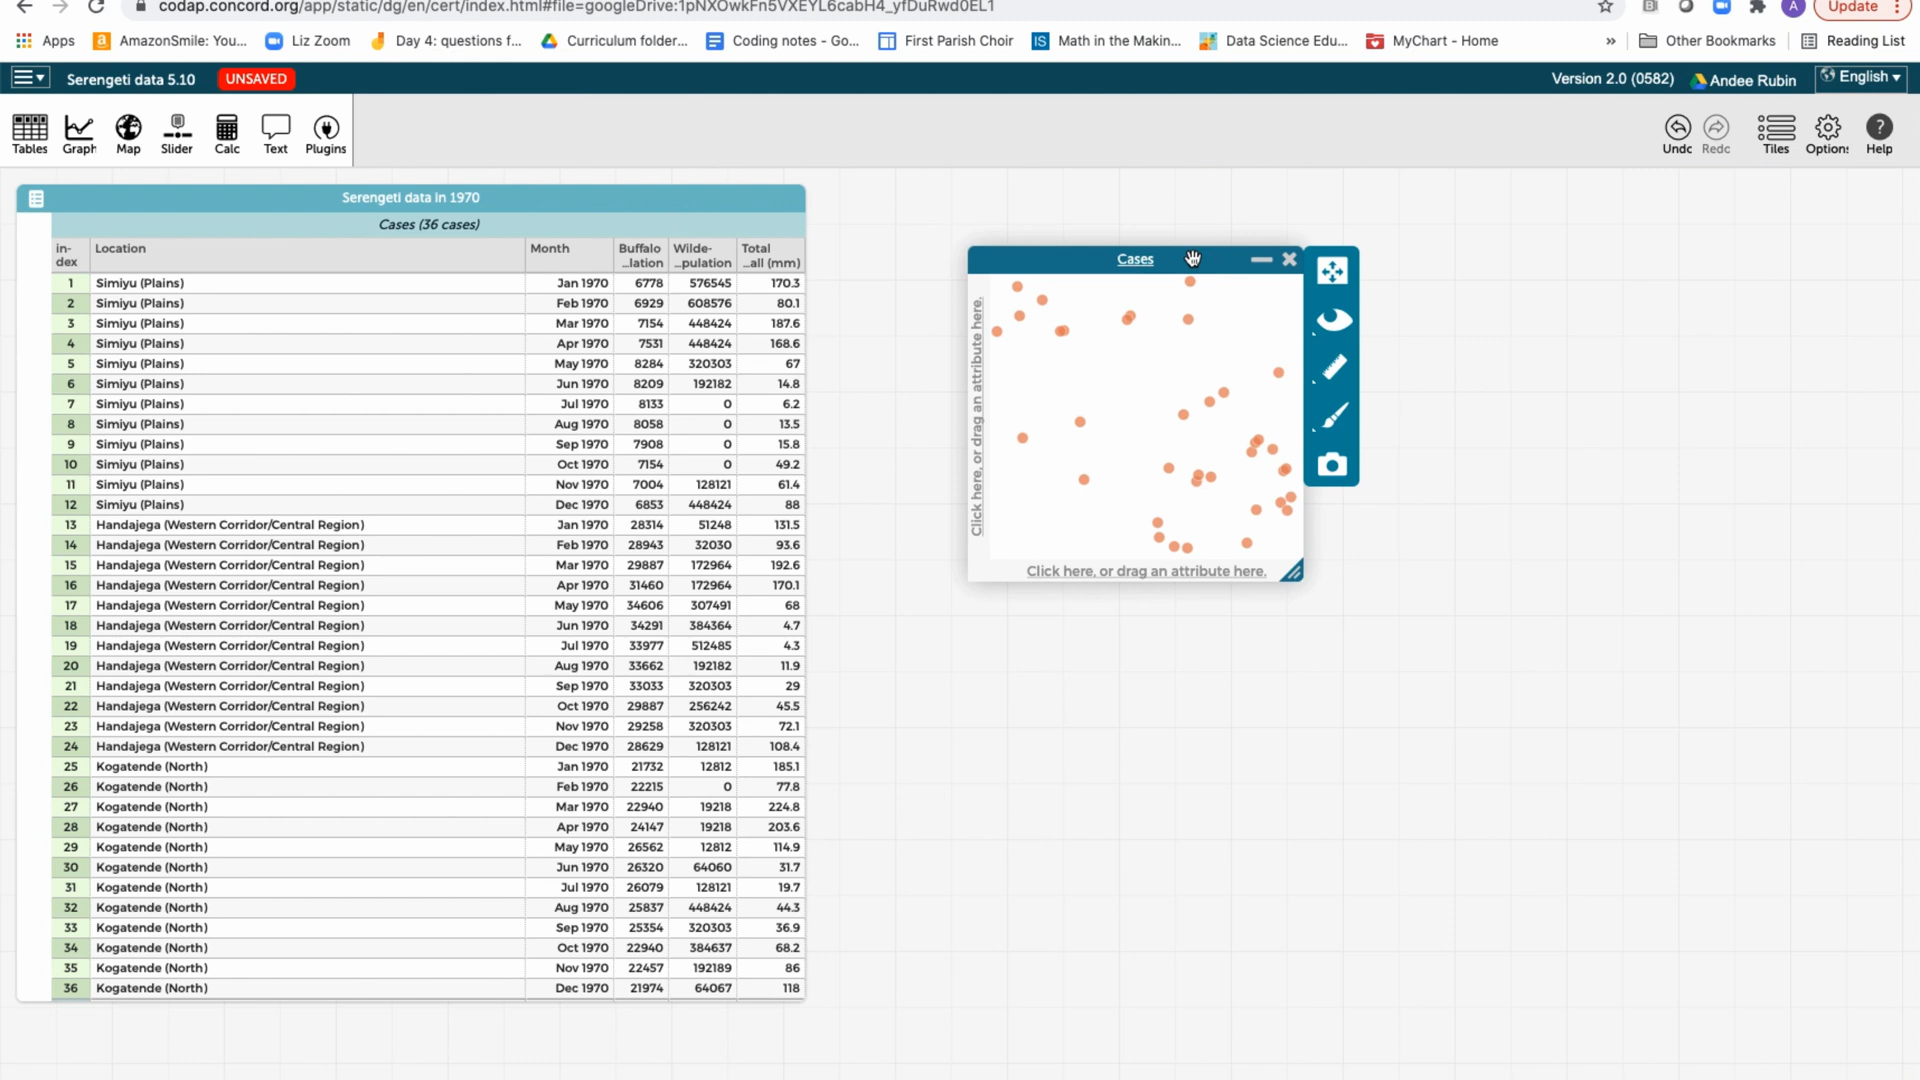 codap.concord.org/app/static/dg/en/cert/index.html#file=googleDrive:1pNXOwkFn5VXEYL6cabH4_yfDuRwd0EL1
A
Update
Apps
AmazonSmile: You...
Liz Zoom
Day 4: questions f...
Curriculum folder...
Coding notes - Go...
First Parish Choir
IS Math in the Makin...
Data Science Edu...
MyChart - Home
»
Other Bookmarks
Reading List
Serengeti data 5.10
UNSAVED
Version 2.0 (0582)
Andee Rubin
English
Tables
Graph
Map
Slider
Calc
Text
Plugins
Undo
Redo
Tiles
Options
Help
Serengeti data in 1970
Cases (36 cases)
in-dex Location Month Buffalo ...lation Wilde- ...pulation Total ...all (mm)
1 Simiyu (Plains) Jan 1970 6778 576545 170.3
2 Simiyu (Plains) Feb 1970 6929 608576 80.1
3 Simiyu (Plains) Mar 1970 7154 448424 187.6
4 Simiyu (Plains) Apr 1970 7531 448424 168.6
5 Simiyu (Plains) May 1970 8284 320303 67
6 Simiyu (Plains) Jun 1970 8209 192182 14.8
7 Simiyu (Plains) Jul 1970 8133 0 6.2
8 Simiyu (Plains) Aug 1970 8058 0 13.5
9 Simiyu (Plains) Sep 1970 7908 0 15.8
10 Simiyu (Plains) Oct 1970 7154 0 49.2
11 Simiyu (Plains) Nov 1970 7004 128121 61.4
12 Simiyu (Plains) Dec 1970 6853 448424 88
13 Handajega (Western Corridor/Central Region) Jan 1970 28314 51248 131.5
14 Handajega (Western Corridor/Central Region) Feb 1970 28943 32030 93.6
15 Handajega (Western Corridor/Central Region) Mar 1970 29887 172964 192.6
16 Handajega (Western Corridor/Central Region) Apr 1970 31460 172964 170.1
17 Handajega (Western Corridor/Central Region) May 1970 34606 307491 68
18 Handajega (Western Corridor/Central Region) Jun 1970 34291 384364 4.7
19 Handajega (Western Corridor/Central Region) Jul 1970 33977 512485 4.3
20 Handajega (Western Corridor/Central Region) Aug 1970 33662 192182 11.9
21 Handajega (Western Corridor/Central Region) Sep 1970 33033 320303 29
22 Handajega (Western Corridor/Central Region) Oct 1970 29887 256242 45.5
23 Handajega (Western Corridor/Central Region) Nov 1970 29258 320303 72.1
24 Handajega (Western Corridor/Central Region) Dec 1970 28629 128121 108.4
25 Kogatende (North) Jan 1970 21732 12812 185.1
26 Kogatende (North) Feb 1970 22215 0 77.8
27 Kogatende (North) Mar 1970 22940 19218 224.8
28 Kogatende (North) Apr 1970 24147 19218 203.6
29 Kogatende (North) May 1970 26562 12812 114.9
30 Kogatende (North) Jun 1970 26320 64060 31.7
31 Kogatende (North) Jul 1970 26079 128121 19.7
32 Kogatende (North) Aug 1970 25837 448424 44.3
33 Kogatende (North) Sep 1970 25354 320303 36.9
34 Kogatende (North) Oct 1970 22940 384637 68.2
35 Kogatende (North) Nov 1970 22457 192189 86
36 Kogatende (North) Dec 1970 21974 64067 118
Cases
Click here, or drag an attribute here.
Click here, or drag an attribute here.